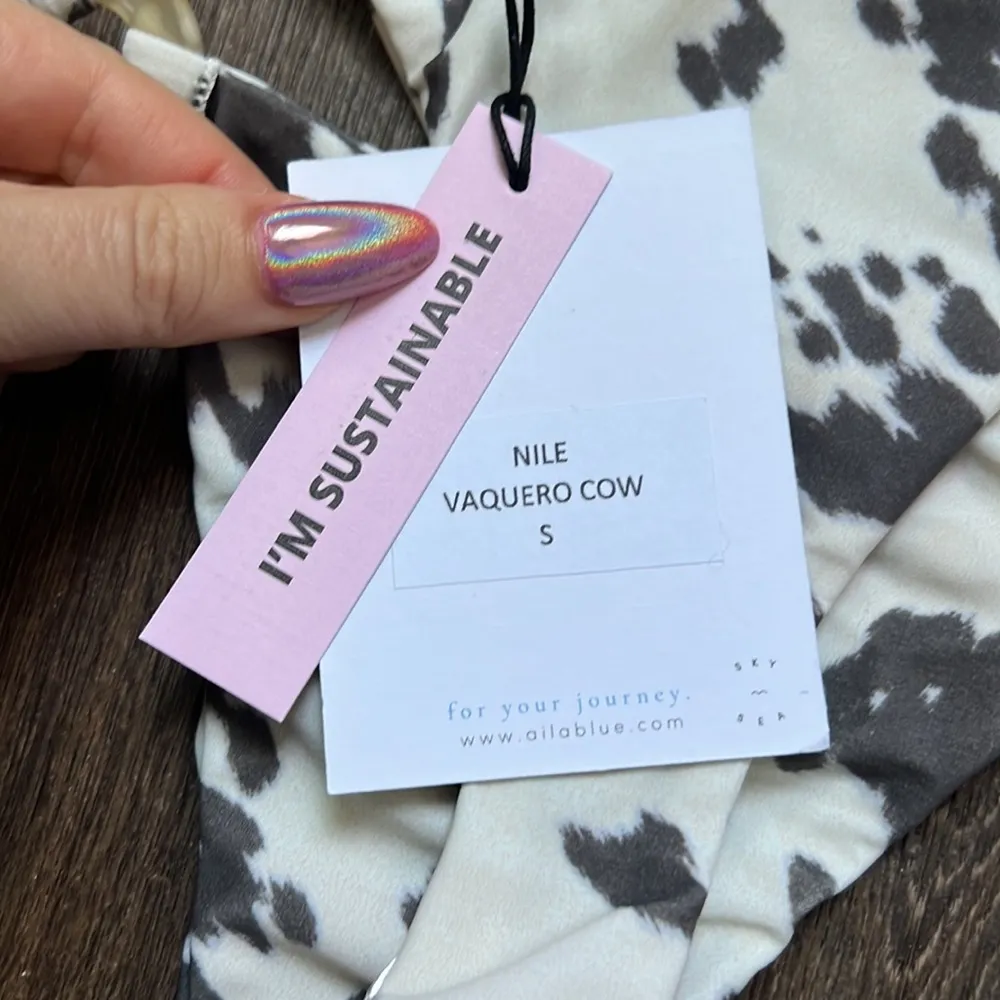 I'M SUSTAINABLE
NILE
VAQUERO COW
S
for your journey.
www.ailablue.com
SKY
SEA